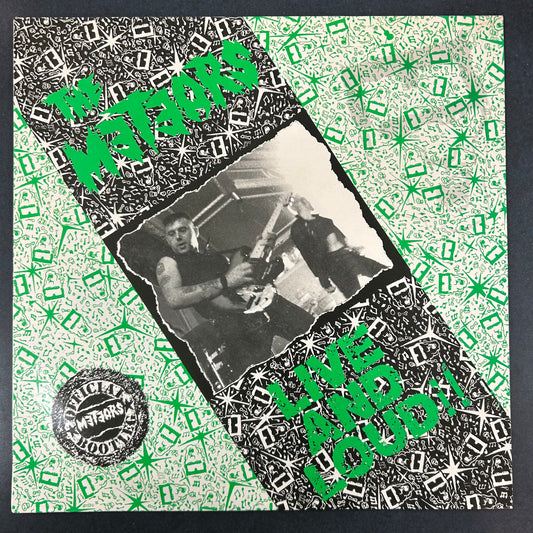 THE
METEORS
LIVE
AND
LOUD!!
OFFICIAL
METEORS
BOOTLEG